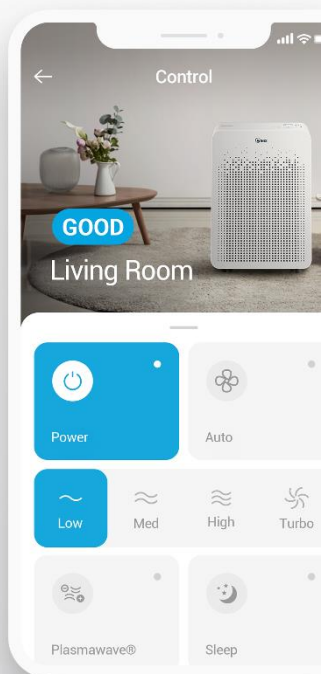 Control
GOOD
Living Room
Power
Auto
Low
Med
High
Turbo
Plasmawave®
Sleep